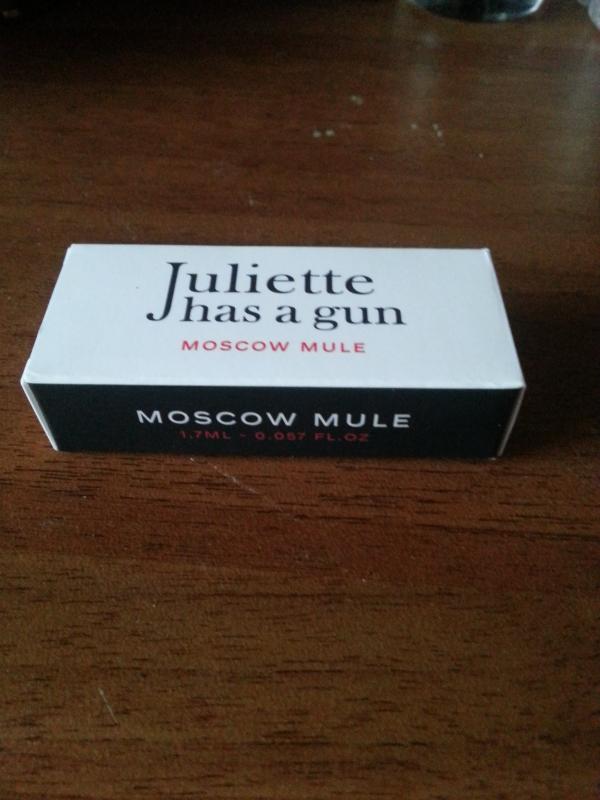 Juliette
has a gun
MOSCOW MULE
MOSCOW MULE
1.7ML - 0.057 FL.OZ